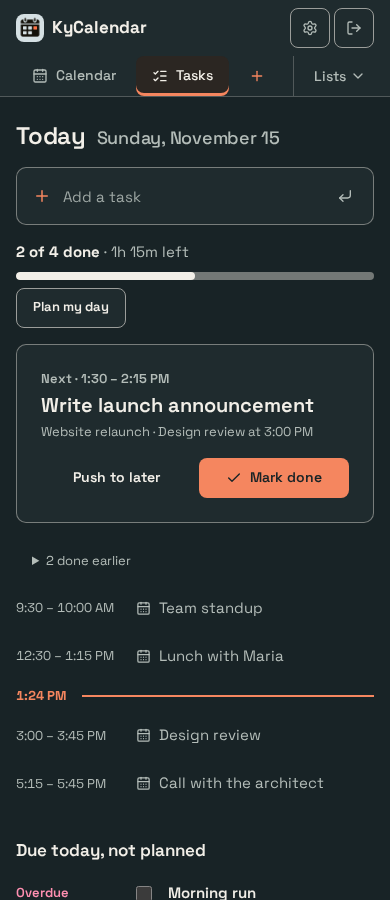 KyCalendar
Calendar
Tasks
Lists
Today Sunday, November 15
Add a task
2 of 4 done · 1h 15m left
Plan my day
Next · 1:30 – 2:15 PM
Write launch announcement
Website relaunch · Design review at 3:00 PM
Push to later
Mark done
2 done earlier
9:30 – 10:00 AM Team standup
12:30 – 1:15 PM Lunch with Maria
1:24 PM
3:00 – 3:45 PM Design review
5:15 – 5:45 PM Call with the architect
Due today, not planned
Overdue Morning run